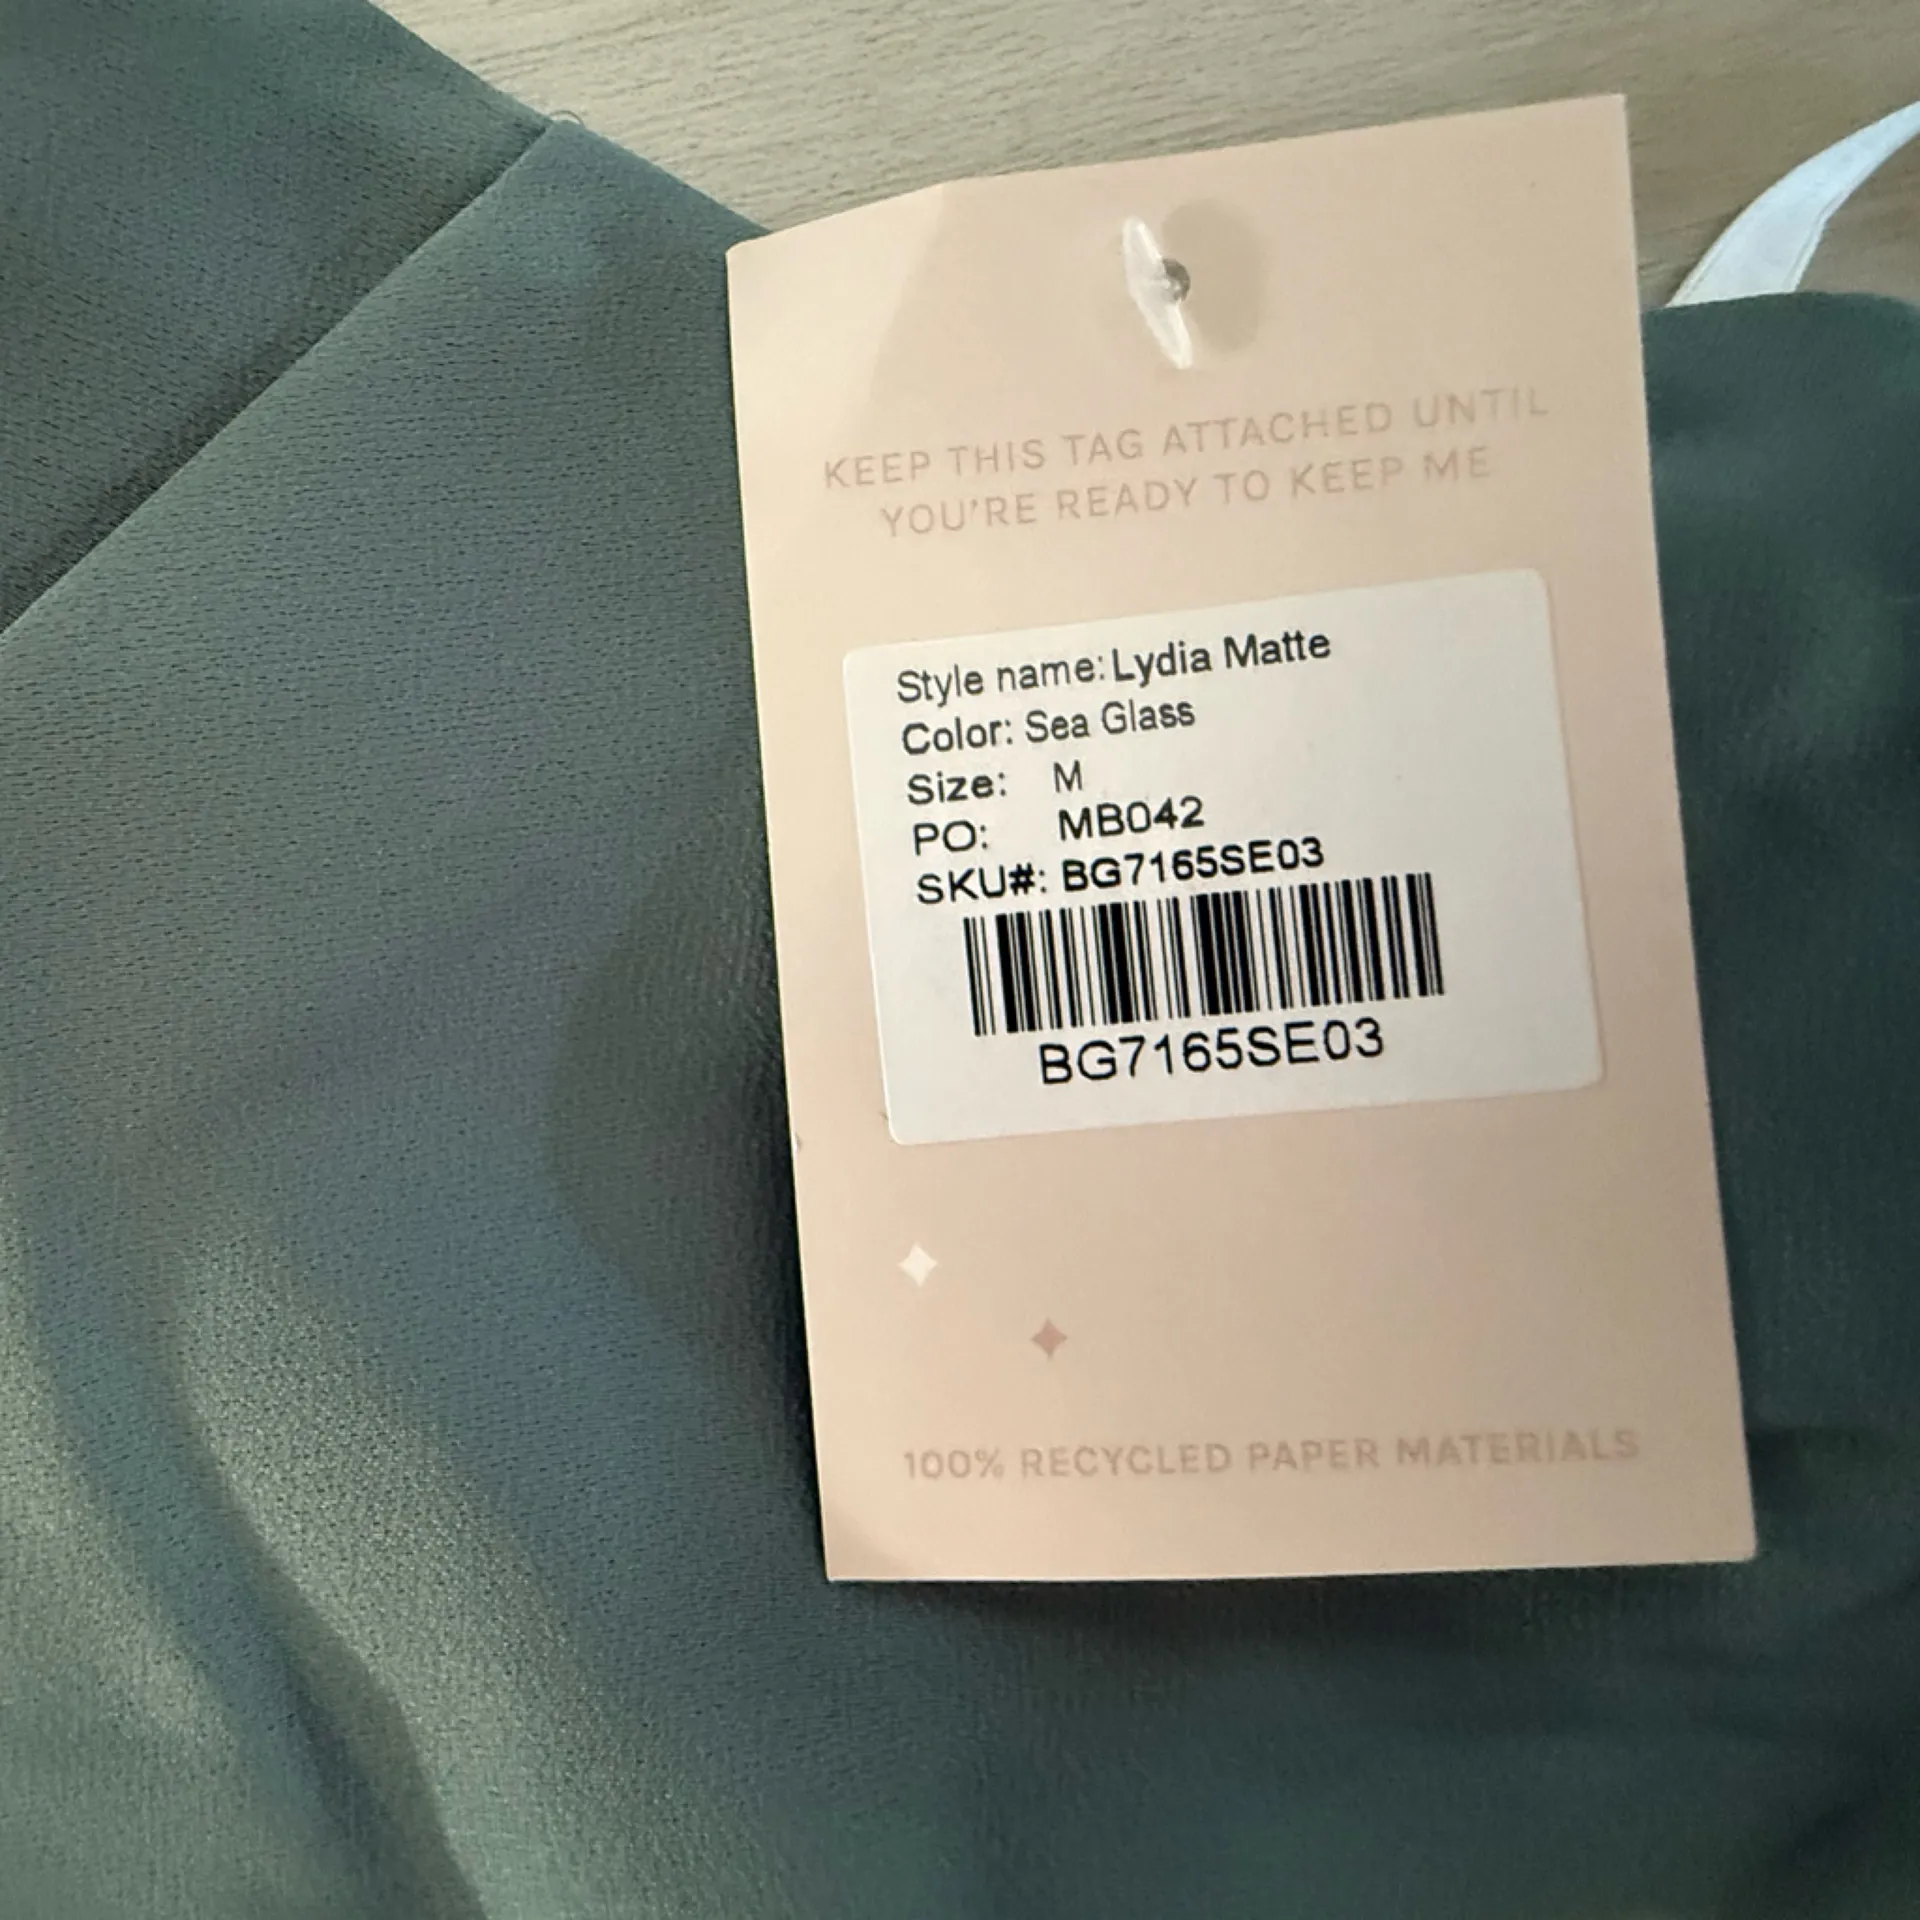 KEEP THIS TAG ATTACHED UNTIL
YOU'RE READY TO KEEP ME
Style name: Lydia Matte
Color: Sea Glass
Size: M
PO: MB042
SKU#: BG7165SE03
BG7165SE03
100% RECYCLED PAPER MATERIALS